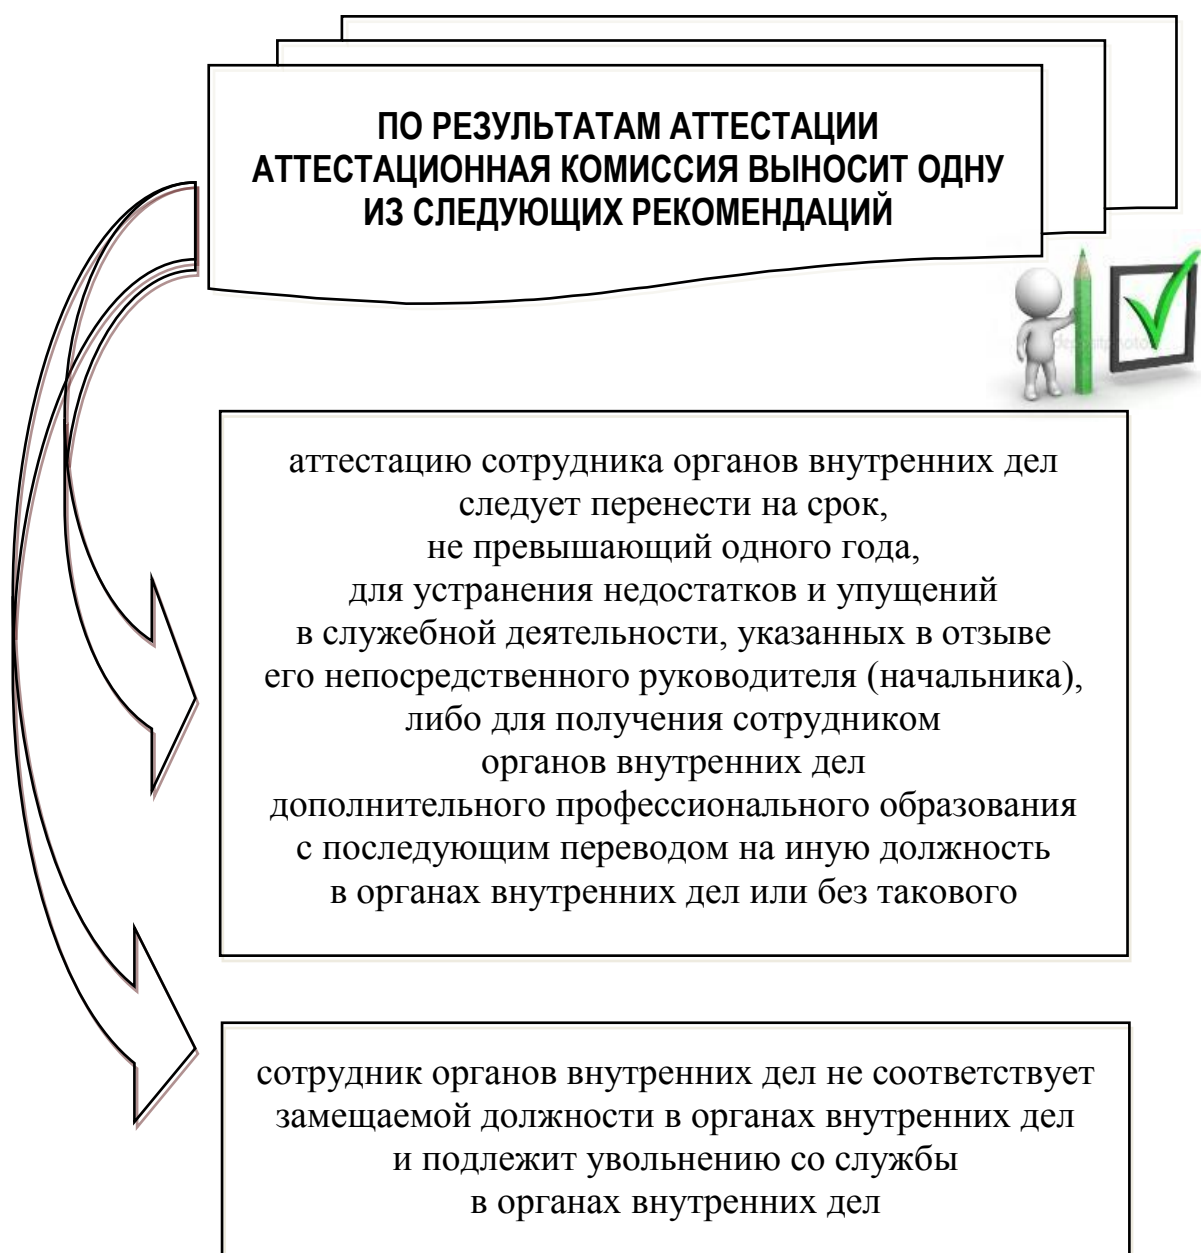 ПО РЕЗУЛЬТАТАМ АТТЕСТАЦИИ
АТТЕСТАЦИОННАЯ КОМИССИЯ ВЫНОСИТ ОДНУ
ИЗ СЛЕДУЮЩИХ РЕКОМЕНДАЦИЙ
depositphotos
аттестацию сотрудника органов внутренних дел
следует перенести на срок,
не превышающий одного года,
для устранения недостатков и упущений
в служебной деятельности, указанных в отзыве
его непосредственного руководителя (начальника),
либо для получения сотрудником
органов внутренних дел
дополнительного профессионального образования
с последующим переводом на иную должность
в органах внутренних дел или без такового
сотрудник органов внутренних дел не соответствует
замещаемой должности в органах внутренних дел
и подлежит увольнению со службы
в органах внутренних дел